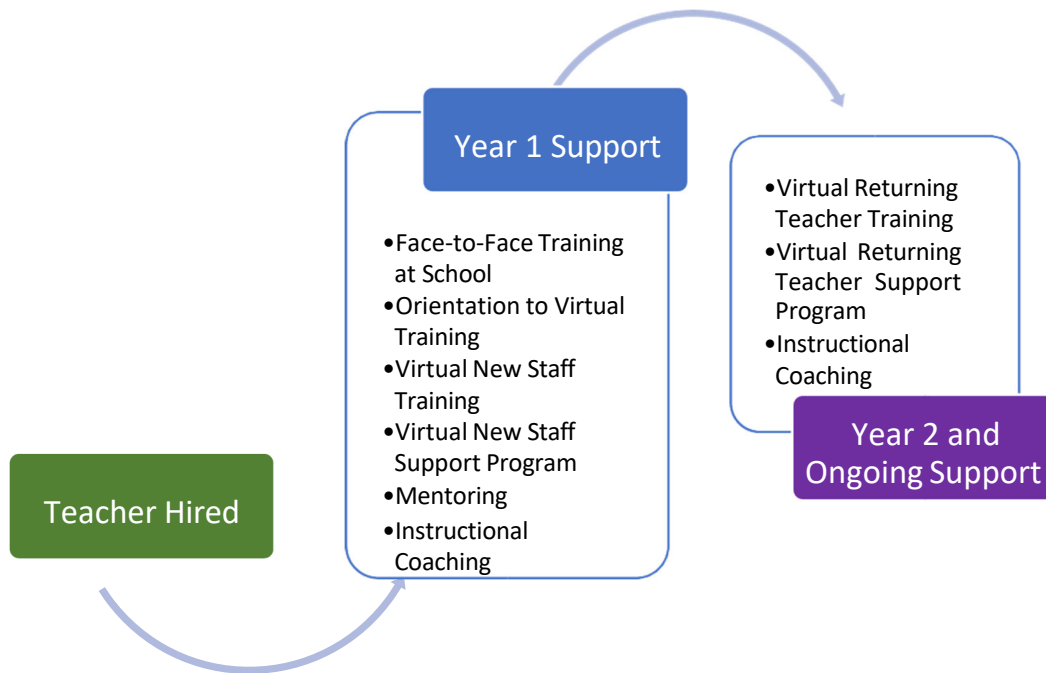 Teacher Hired
Year 1 Support
•Face-to-Face Training
at School
•Orientation to Virtual
Training
•Virtual New Staff
Training
•Virtual New Staff
Support Program
•Mentoring
•Instructional
Coaching
•Virtual Returning
Teacher Training
•Virtual Returning
Teacher Support
Program
•Instructional
Coaching
Year 2 and
Ongoing Support